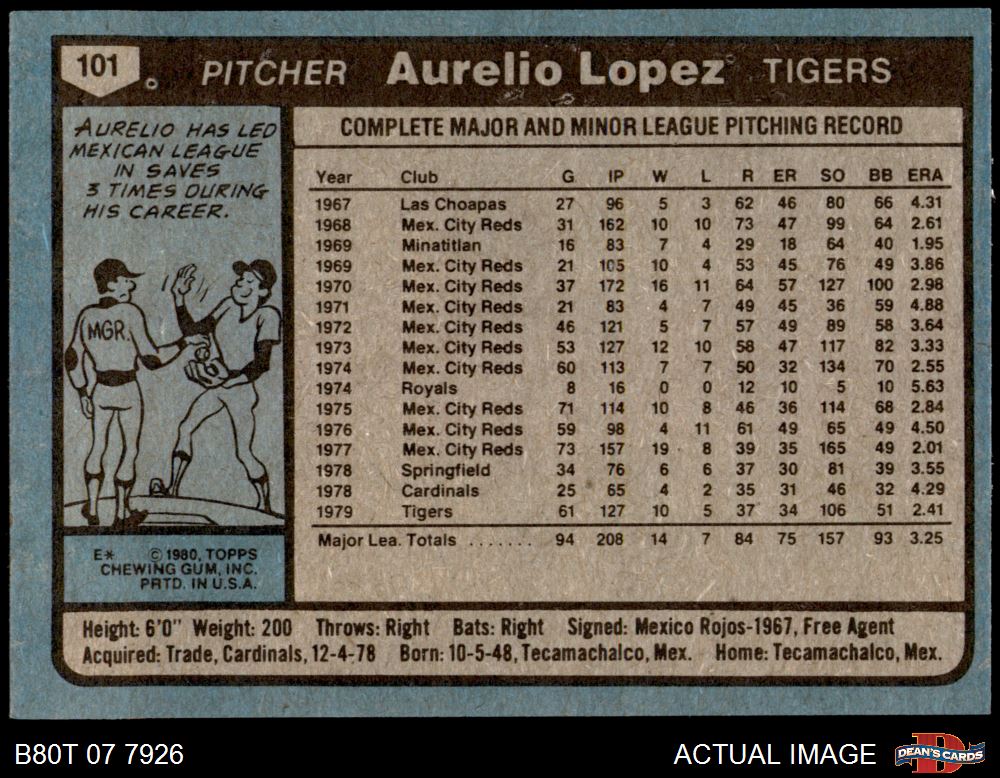 101 PITCHER Aurelio Lopez TIGERS
AURELIO HAS LED
MEXICAN LEAGUE
IN SAVES
3 TIMES DURING
HIS CAREER.
MGR.
E* © 1980, TOPPS
CHEWING GUM, INC.
PRTD. IN U.S.A.
COMPLETE MAJOR AND MINOR LEAGUE PITCHING RECORD
Year Club G IP W L R ER SO BB ERA
1967 Las Choapas 27 96 5 3 62 46 80 66 4.31
1968 Mex. City Reds 31 162 10 10 73 47 99 64 2.61
1969 Minatitlan 16 83 7 4 29 18 64 40 1.95
1969 Mex. City Reds 21 105 10 4 53 45 76 49 3.86
1970 Mex. City Reds 37 172 16 11 64 57 127 100 2.98
1971 Mex. City Reds 21 83 4 7 49 45 36 59 4.88
1972 Mex. City Reds 46 121 5 7 57 49 89 58 3.64
1973 Mex. City Reds 53 127 12 10 58 47 117 82 3.33
1974 Mex. City Reds 60 113 7 7 50 32 134 70 2.55
1974 Royals 8 16 0 0 12 10 5 10 5.63
1975 Mex. City Reds 71 114 10 8 46 36 114 68 2.84
1976 Mex. City Reds 59 98 4 11 61 49 65 49 4.50
1977 Mex. City Reds 73 157 19 8 39 35 165 49 2.01
1978 Springfield 34 76 6 6 37 30 81 39 3.55
1978 Cardinals 25 65 4 2 35 31 46 32 4.29
1979 Tigers 61 127 10 5 37 34 106 51 2.41
Major Lea. Totals ....... 94 208 14 7 84 75 157 93 3.25
Height: 6'0" Weight: 200 Throws: Right Bats: Right Signed: Mexico Rojos-1967, Free Agent
Acquired: Trade, Cardinals, 12-4-78 Born: 10-5-48, Tecamachalco, Mex. Home: Tecamachalco, Mex.
B80T 07 7926 ACTUAL IMAGE D DEAN'S CARDS